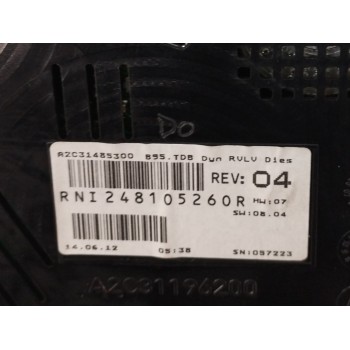 DO
A2C31485300 B95.TDB Dyn RVLV Dies
REV: 04
RNI248105260R HW:07
SW:08.04
14.06.12 05:38 SN:057223
A2C31196200